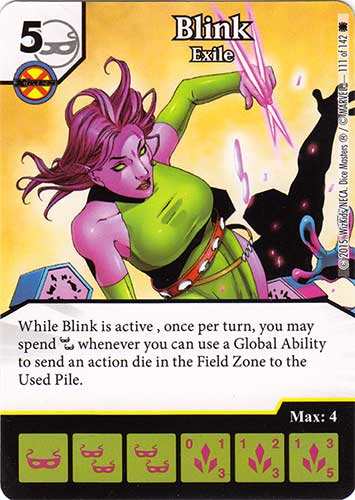 5
Blink
Exile
© 2015 WizKids/NECA. Dice Masters ® / © MARVEL — 111 of 142
While Blink is active , once per turn, you may
spend whenever you can use a Global Ability
to send an action die in the Field Zone to the
Used Pile.
Max: 4
0 1 3
1 2 3
1 3 5